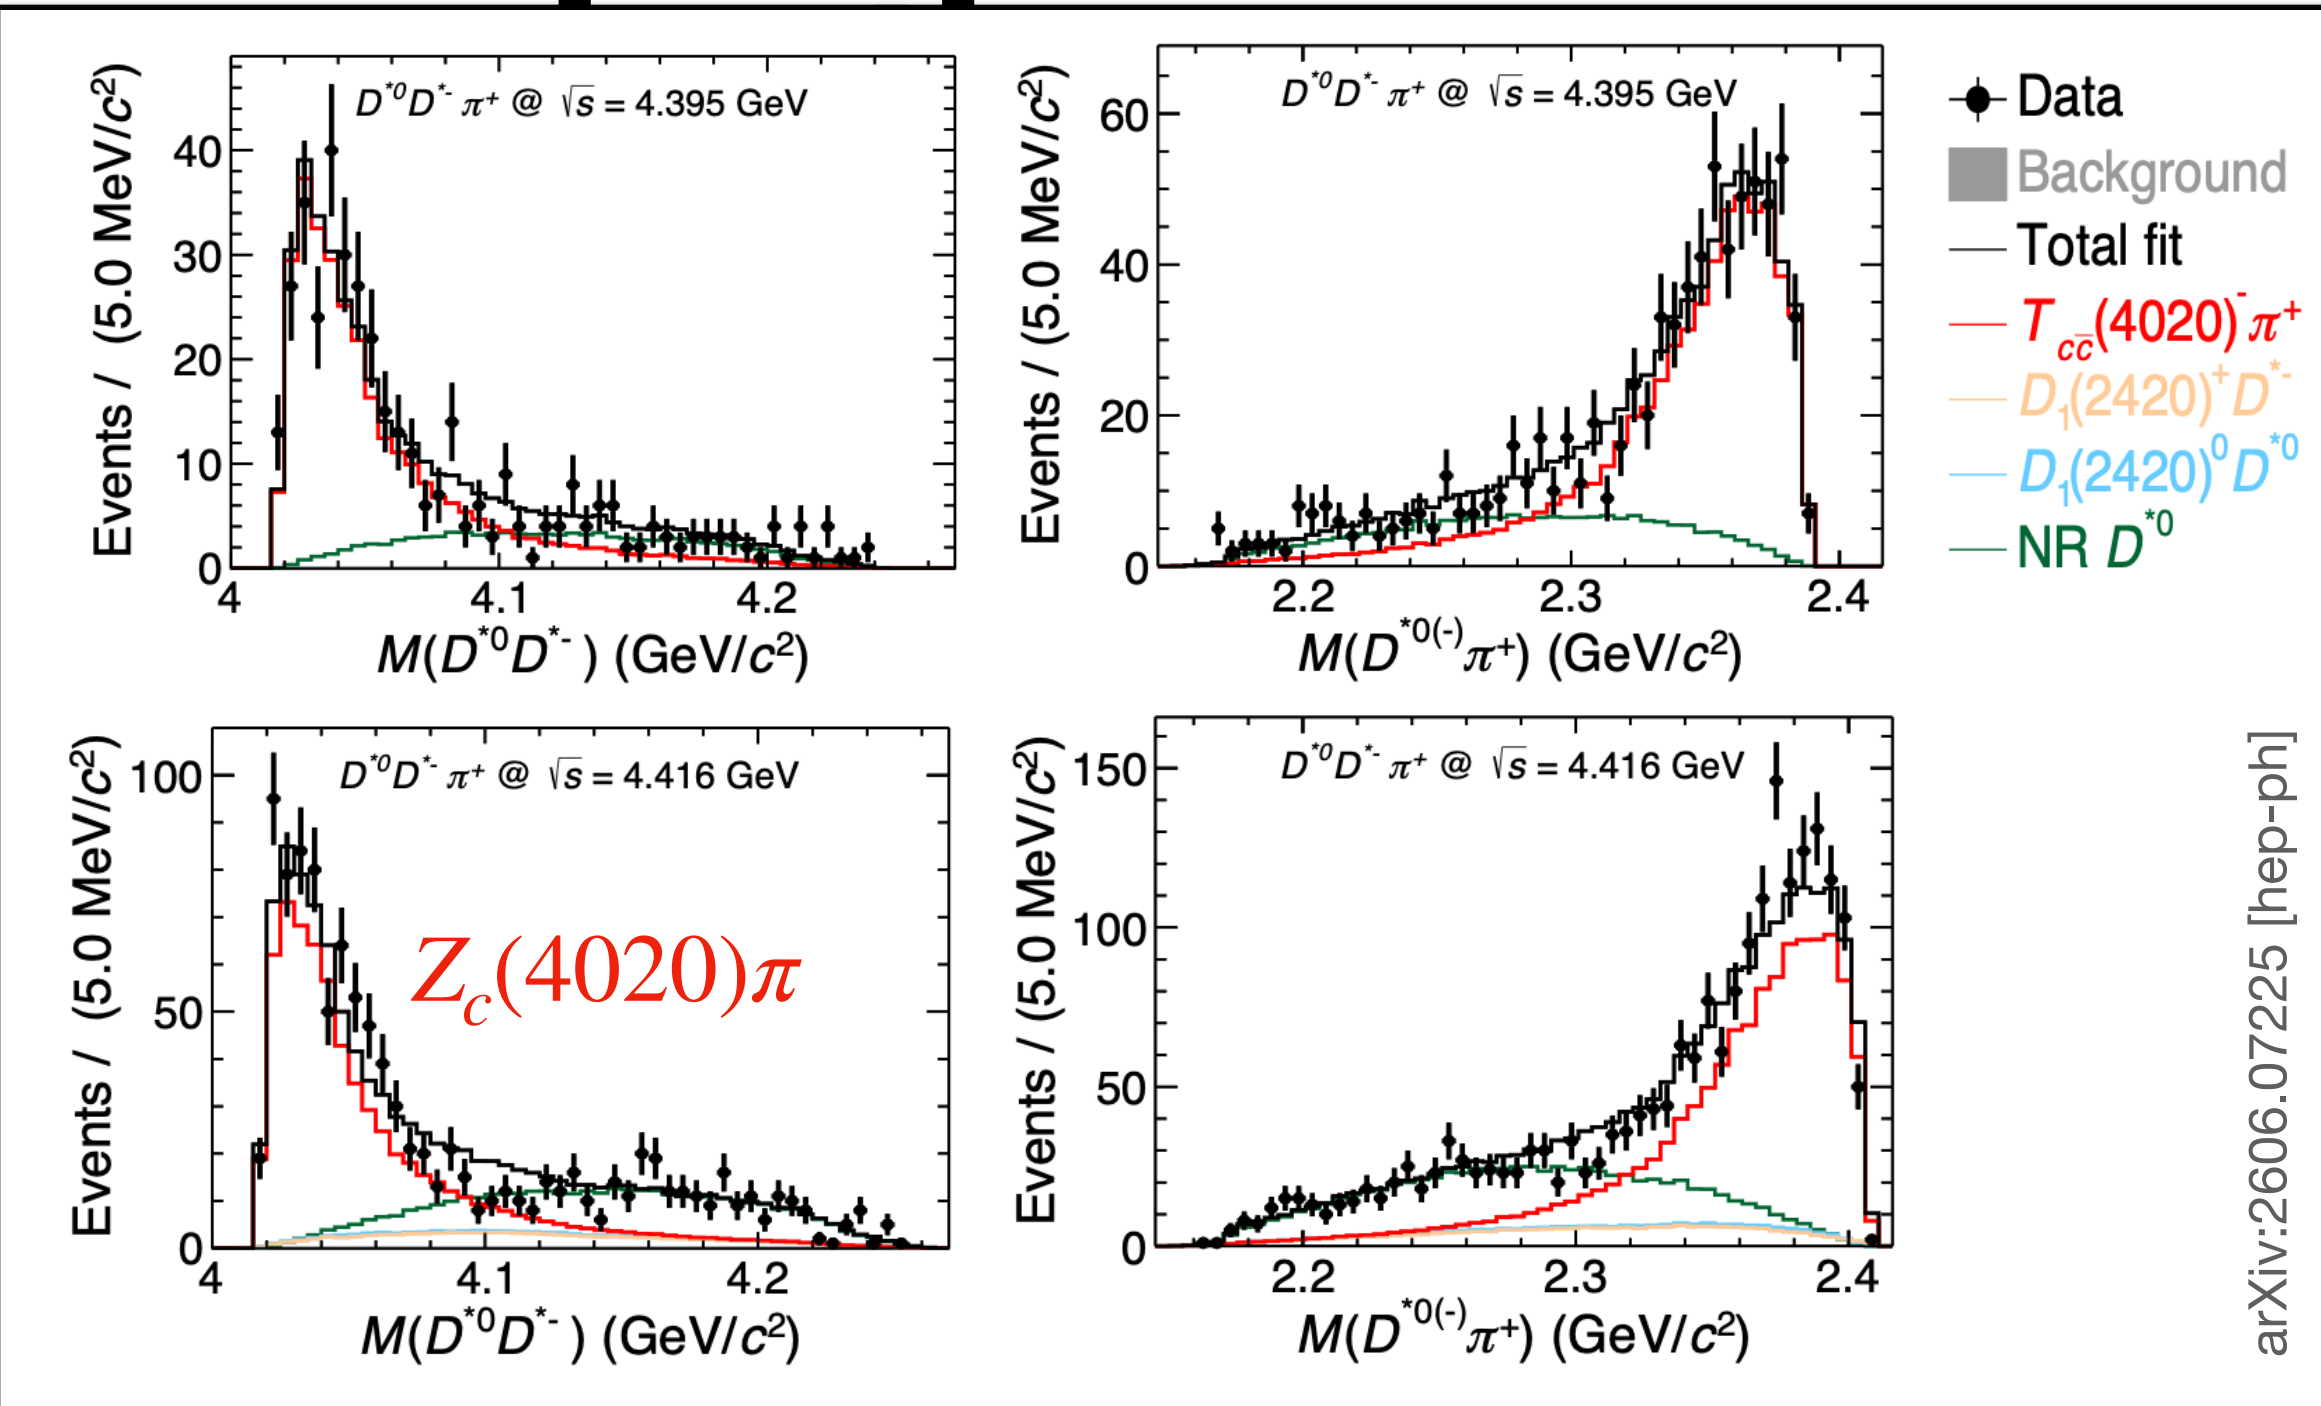 D*0D*- π+ @ √s = 4.395 GeV
Events / (5.0 MeV/c2)
40
30
20
10
0
4
4.1
4.2
M(D*0D*-) (GeV/c2)
D*0D*- π+ @ √s = 4.395 GeV
Events / (5.0 MeV/c2)
60
40
20
0
2.2
2.3
2.4
M(D*0(-)π+) (GeV/c2)
Data
Background
Total fit
Tcc̄(4020)-π+
D1(2420)+D*-
D1(2420)0D*0
NR D*0
D*0D*- π+ @ √s = 4.416 GeV
Events / (5.0 MeV/c2)
100
50
0
Zc(4020)π
4
4.1
4.2
M(D*0D*-) (GeV/c2)
D*0D*- π+ @ √s = 4.416 GeV
Events / (5.0 MeV/c2)
150
100
50
0
2.2
2.3
2.4
M(D*0(-)π+) (GeV/c2)
arXiv:2606.07225 [hep-ph]